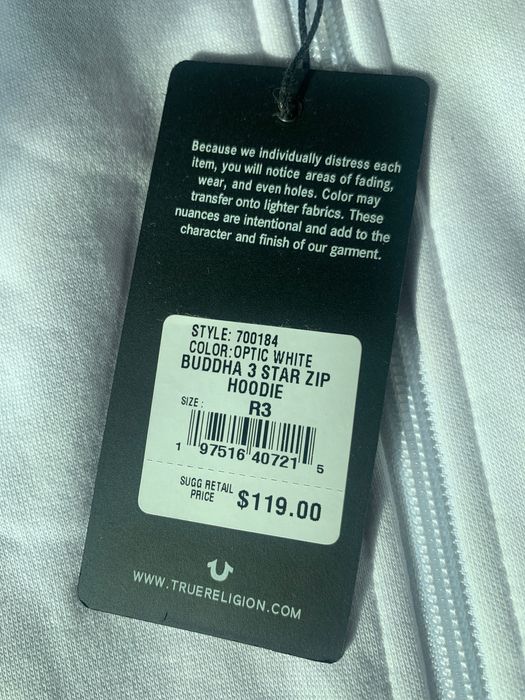 Because we individually distress each
item, you will notice areas of fading,
wear, and even holes. Color may
transfer onto lighter fabrics. These
nuances are intentional and add to the
character and finish of our garment.
STYLE: 700184
COLOR:OPTIC WHITE
BUDDHA 3 STAR ZIP
HOODIE
SIZE: R3
1 97516 40721 5
SUGG RETAIL
PRICE $119.00
WWW.TRUERELIGION.COM